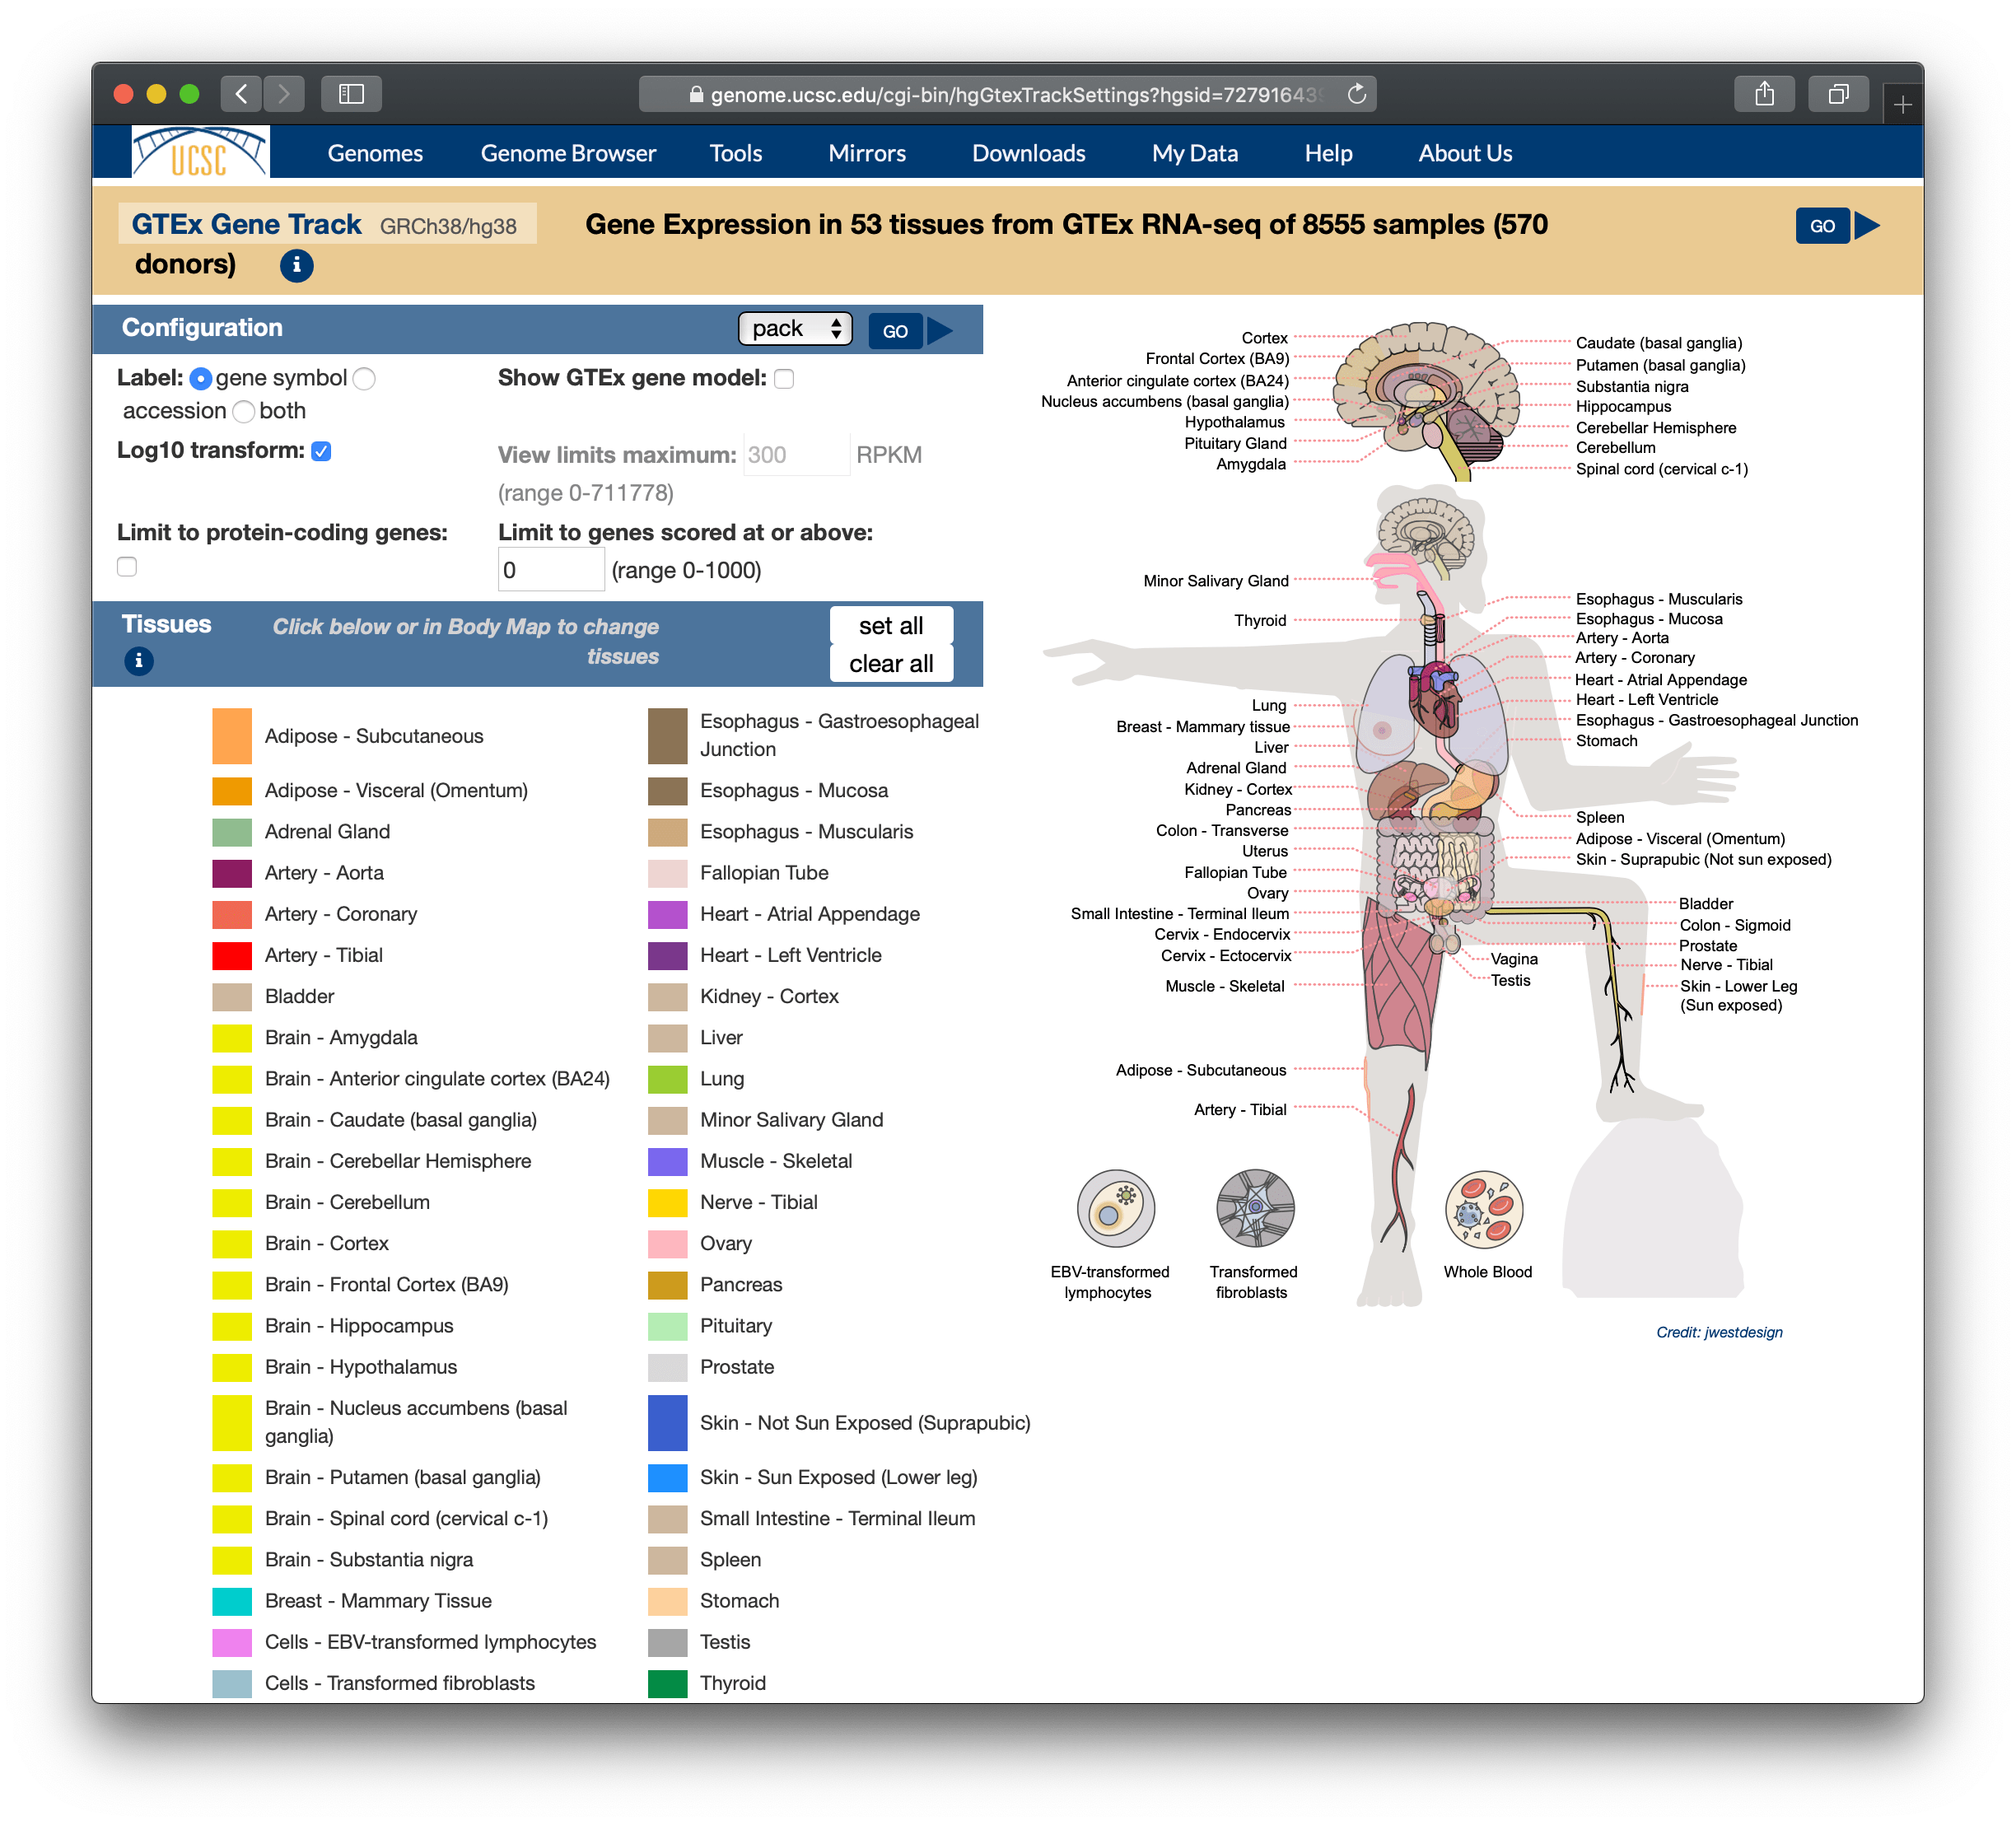 genome.ucsc.edu/cgi-bin/hgGtexTrackSettings?hgsid=727916439
UCSC
Genomes Genome Browser Tools Mirrors Downloads My Data Help About Us
GTEx Gene Track GRCh38/hg38 Gene Expression in 53 tissues from GTEx RNA-seq of 8555 samples (570
donors) i
GO
Configuration pack GO
Label: gene symbol
accession both
Show GTEx gene model:
Log10 transform:
View limits maximum: 300 RPKM
(range 0-711778)
Limit to protein-coding genes:
Limit to genes scored at or above:
0 (range 0-1000)
Tissues
i
Click below or in Body Map to change
tissues
set all
clear all
Adipose - Subcutaneous
Adipose - Visceral (Omentum)
Adrenal Gland
Artery - Aorta
Artery - Coronary
Artery - Tibial
Bladder
Brain - Amygdala
Brain - Anterior cingulate cortex (BA24)
Brain - Caudate (basal ganglia)
Brain - Cerebellar Hemisphere
Brain - Cerebellum
Brain - Cortex
Brain - Frontal Cortex (BA9)
Brain - Hippocampus
Brain - Hypothalamus
Brain - Nucleus accumbens (basal
ganglia)
Brain - Putamen (basal ganglia)
Brain - Spinal cord (cervical c-1)
Brain - Substantia nigra
Breast - Mammary Tissue
Cells - EBV-transformed lymphocytes
Cells - Transformed fibroblasts
Esophagus - Gastroesophageal
Junction
Esophagus - Mucosa
Esophagus - Muscularis
Fallopian Tube
Heart - Atrial Appendage
Heart - Left Ventricle
Kidney - Cortex
Liver
Lung
Minor Salivary Gland
Muscle - Skeletal
Nerve - Tibial
Ovary
Pancreas
Pituitary
Prostate
Skin - Not Sun Exposed (Suprapubic)
Skin - Sun Exposed (Lower leg)
Small Intestine - Terminal Ileum
Spleen
Stomach
Testis
Thyroid
Cortex
Frontal Cortex (BA9)
Anterior cingulate cortex (BA24)
Nucleus accumbens (basal ganglia)
Hypothalamus
Pituitary Gland
Amygdala
Caudate (basal ganglia)
Putamen (basal ganglia)
Substantia nigra
Hippocampus
Cerebellar Hemisphere
Cerebellum
Spinal cord (cervical c-1)
Minor Salivary Gland
Thyroid
Esophagus - Muscularis
Esophagus - Mucosa
Artery - Aorta
Artery - Coronary
Heart - Atrial Appendage
Heart - Left Ventricle
Esophagus - Gastroesophageal Junction
Stomach
Lung
Breast - Mammary tissue
Liver
Adrenal Gland
Kidney - Cortex
Pancreas
Colon - Transverse
Uterus
Fallopian Tube
Ovary
Small Intestine - Terminal Ileum
Cervix - Endocervix
Cervix - Ectocervix
Muscle - Skeletal
Spleen
Adipose - Visceral (Omentum)
Skin - Suprapubic (Not sun exposed)
Bladder
Colon - Sigmoid
Prostate
Nerve - Tibial
Skin - Lower Leg
(Sun exposed)
Vagina
Testis
Adipose - Subcutaneous
Artery - Tibial
EBV-transformed
lymphocytes
Transformed
fibroblasts
Whole Blood
Credit: jwestdesign